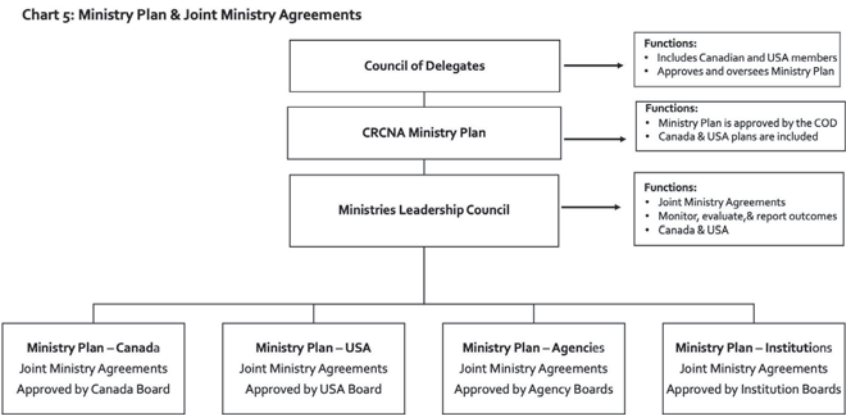 Chart 5: Ministry Plan & Joint Ministry Agreements
Council of Delegates
Functions:
• Includes Canadian and USA members
• Approves and oversees Ministry Plan
CRCNA Ministry Plan
Functions:
• Ministry Plan is approved by the COD
• Canada & USA plans are included
Ministries Leadership Council
Functions:
• Joint Ministry Agreements
• Monitor, evaluate,& report outcomes
• Canada & USA
Ministry Plan – Canada
Joint Ministry Agreements
Approved by Canada Board
Ministry Plan – USA
Joint Ministry Agreements
Approved by USA Board
Ministry Plan – Agencies
Joint Ministry Agreements
Approved by Agency Boards
Ministry Plan – Institutions
Joint Ministry Agreements
Approved by Institution Boards